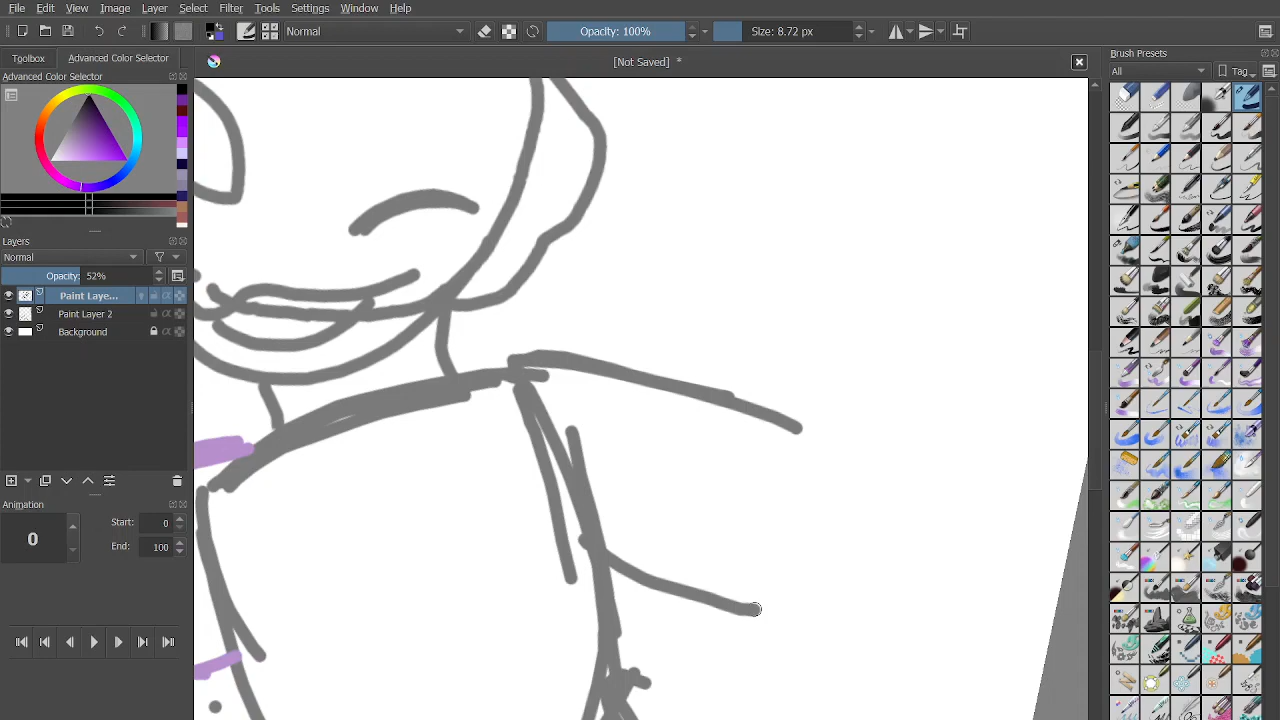 File Edit View Image Layer Select Filter Tools Settings Window Help
Normal Opacity: 100% Size: 8.72 px
Toolbox Advanced Color Selector
[Not Saved] *
Brush Presets
Advanced Color Selector
All Tag
Layers
Normal
Opacity: 52%
Paint Laye...
Paint Layer 2
Background
Animation
0
Start: 0
End: 100